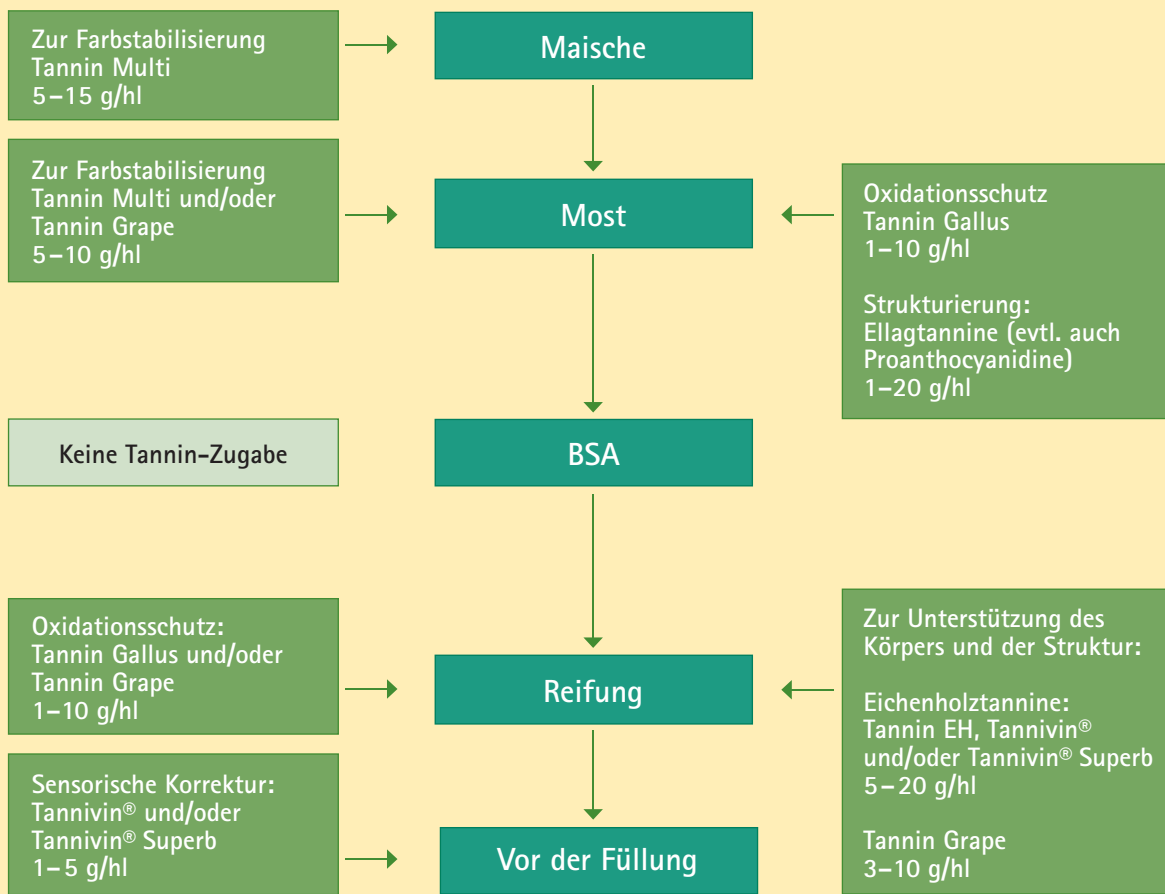 Zur Farbstabilisierung
Tannin Multi
5–15 g/hl
Maische
Zur Farbstabilisierung
Tannin Multi und/oder
Tannin Grape
5–10 g/hl
Most
Oxidationsschutz
Tannin Gallus
1–10 g/hl
Strukturierung:
Ellagtannine (evtl. auch
Proanthocyanidine)
1–20 g/hl
Keine Tannin-Zugabe
BSA
Oxidationsschutz:
Tannin Gallus und/oder
Tannin Grape
1–10 g/hl
Reifung
Zur Unterstützung des
Körpers und der Struktur:
Eichenholztannine:
Tannin EH, Tannivin®
und/oder Tannivin® Superb
5–20 g/hl
Tannin Grape
3–10 g/hl
Sensorische Korrektur:
Tannivin® und/oder
Tannivin® Superb
1–5 g/hl
Vor der Füllung